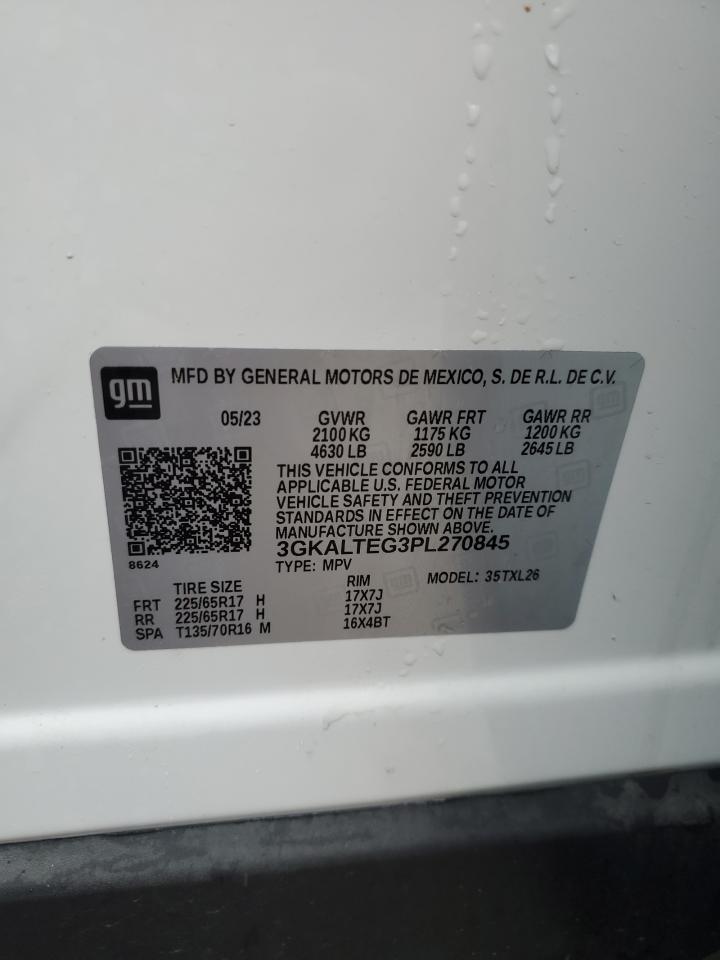 gm
MFD BY GENERAL MOTORS DE MEXICO, S. DE R.L. DE C.V.
05/23 GVWR GAWR FRT GAWR RR
2100 KG 1175 KG 1200 KG
4630 LB 2590 LB 2645 LB
THIS VEHICLE CONFORMS TO ALL
APPLICABLE U.S. FEDERAL MOTOR
VEHICLE SAFETY AND THEFT PREVENTION
STANDARDS IN EFFECT ON THE DATE OF
MANUFACTURE SHOWN ABOVE.
3GKALTEG3PL270845
8624
TYPE: MPV MODEL: 35TXL26
TIRE SIZE RIM
FRT 225/65R17 H 17X7J
RR 225/65R17 H 17X7J
SPA T135/70R16 M 16X4BT